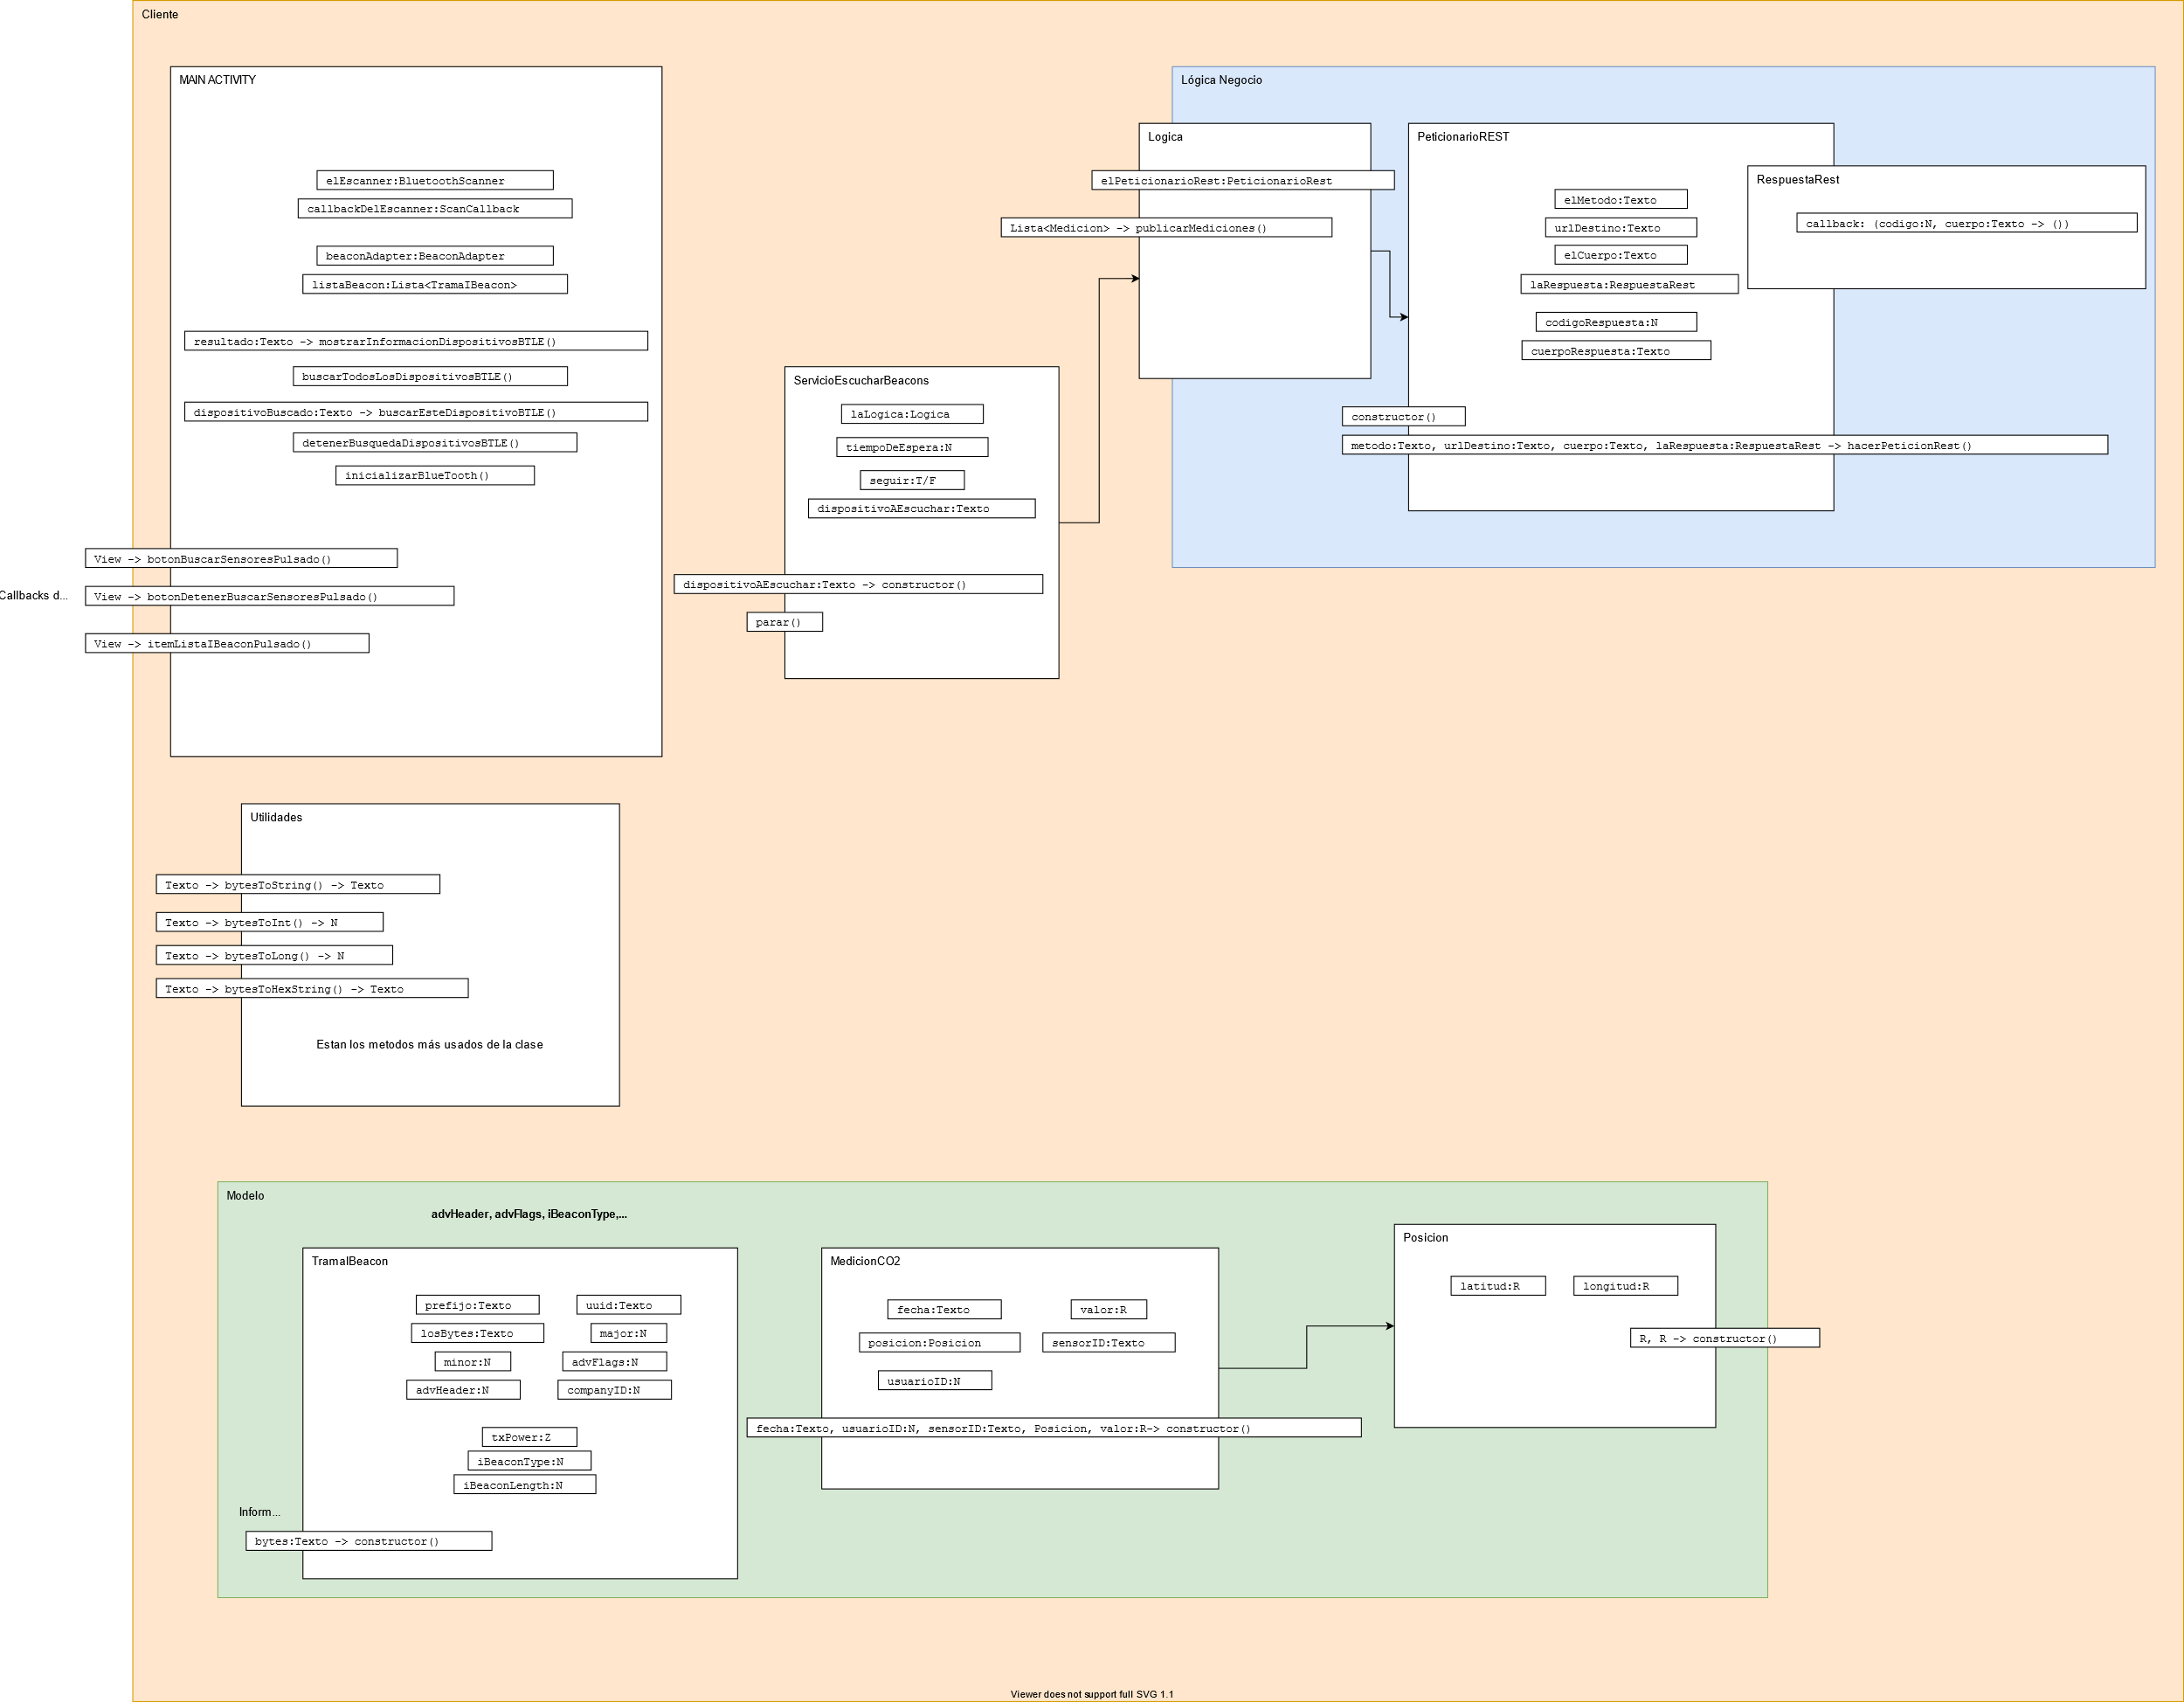 Cliente
MAIN ACTIVITY
elEscanner:BluetoothScanner
callbackDelEscanner:ScanCallback
beaconAdapter:BeaconAdapter
listaBeacon:Lista<TramaIBeacon>
resultado:Texto -> mostrarInformacionDispositivosBTLE()
buscarTodosLosDispositivosBTLE()
dispositivoBuscado:Texto -> buscarEsteDispositivoBTLE()
detenerBusquedaDispositivosBTLE()
inicializarBlueTooth()
View -> botonBuscarSensoresPulsado()
Callbacks d...
View -> botonDetenerBuscarSensoresPulsado()
View -> itemListaIBeaconPulsado()
ServicioEscucharBeacons
laLogica:Logica
tiempoDeEspera:N
seguir:T/F
dispositivoAEscuchar:Texto
dispositivoAEscuchar:Texto -> constructor()
parar()
Lógica Negocio
Logica
elPeticionarioRest:PeticionarioRest
Lista<Medicion> -> publicarMediciones()
PeticionarioREST
elMetodo:Texto
urlDestino:Texto
elCuerpo:Texto
laRespuesta:RespuestaRest
codigoRespuesta:N
cuerpoRespuesta:Texto
constructor()
metodo:Texto, urlDestino:Texto, cuerpo:Texto, laRespuesta:RespuestaRest -> hacerPeticionRest()
RespuestaRest
callback: (codigo:N, cuerpo:Texto -> ())
Utilidades
Texto -> bytesToString() -> Texto
Texto -> bytesToInt() -> N
Texto -> bytesToLong() -> N
Texto -> bytesToHexString() -> Texto
Estan los metodos más usados de la clase
Modelo
advHeader, advFlags, iBeaconType,...
TramaIBeacon
prefijo:Texto
uuid:Texto
losBytes:Texto
major:N
minor:N
advFlags:N
advHeader:N
companyID:N
txPower:Z
iBeaconType:N
iBeaconLength:N
Inform...
bytes:Texto -> constructor()
MedicionCO2
fecha:Texto
valor:R
posicion:Posicion
sensorID:Texto
usuarioID:N
fecha:Texto, usuarioID:N, sensorID:Texto, Posicion, valor:R-> constructor()
Posicion
latitud:R
longitud:R
R, R -> constructor()
Viewer does not support full SVG 1.1